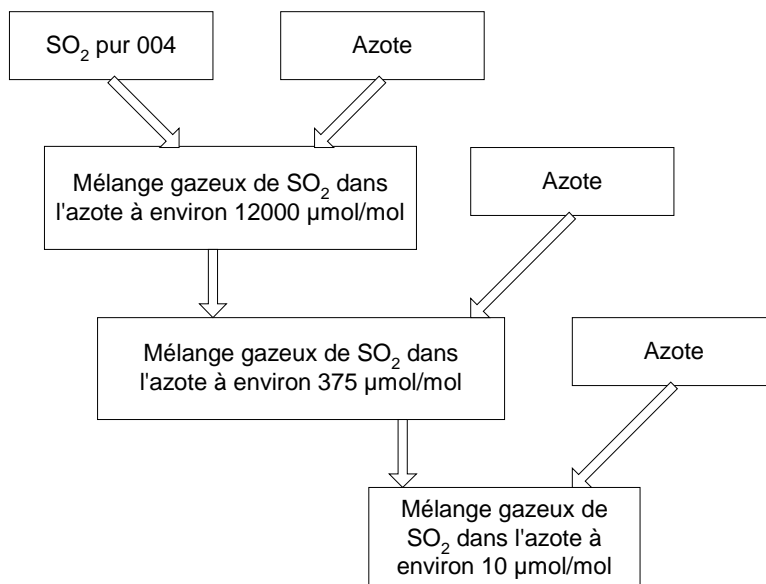 SO₂ pur 004
Azote
Mélange gazeux de SO₂ dans
l'azote à environ 12000 µmol/mol
Azote
Mélange gazeux de SO₂ dans
l'azote à environ 375 µmol/mol
Azote
Mélange gazeux de
SO₂ dans l'azote à
environ 10 µmol/mol